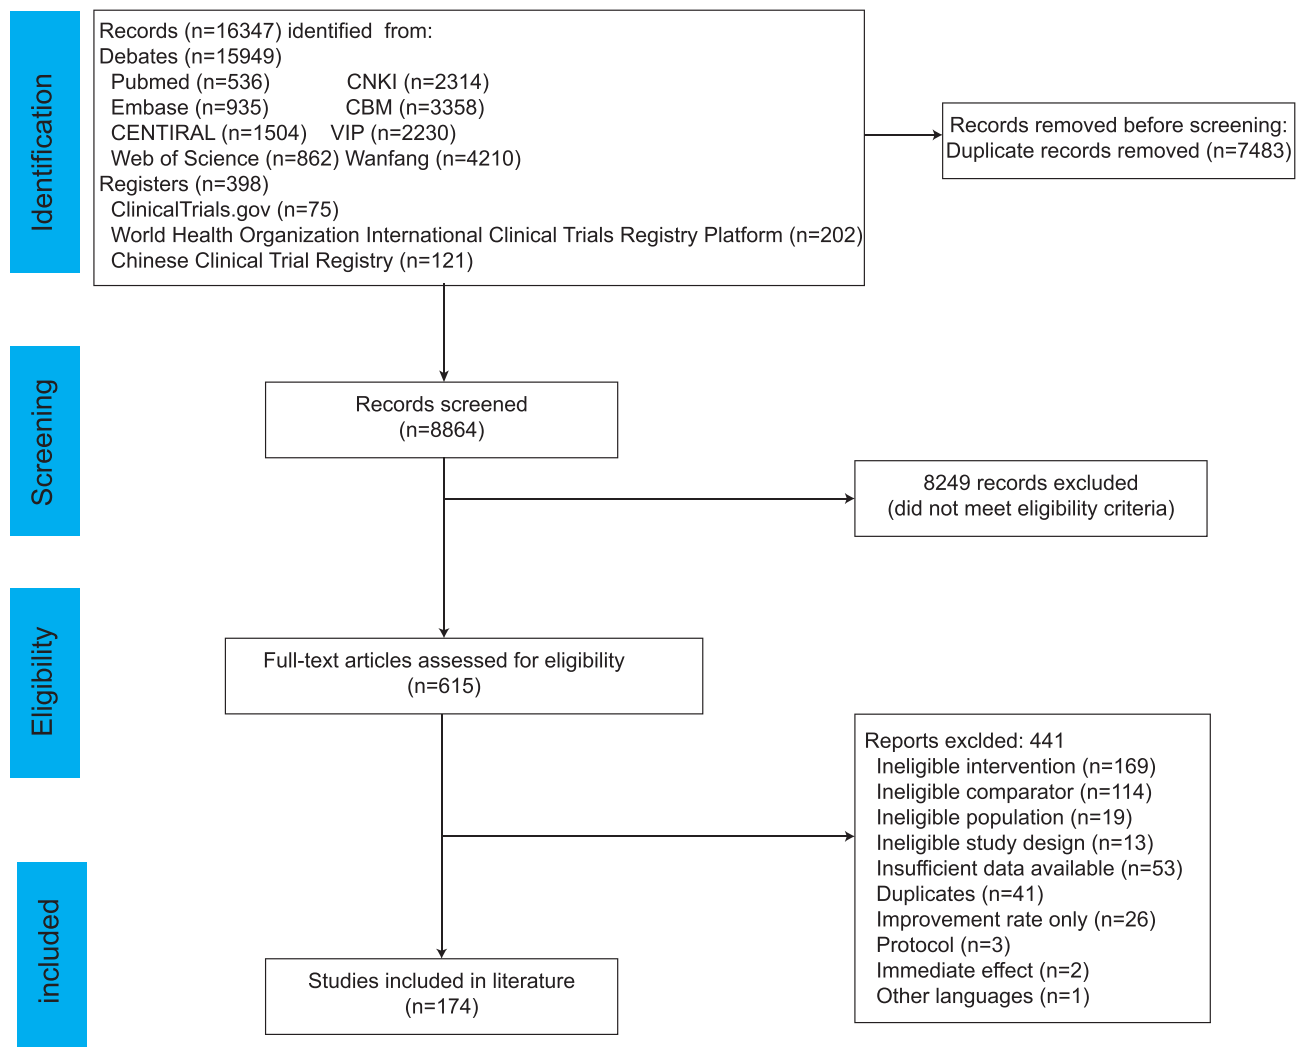 Identification
Records (n=16347) identified from:
Debates (n=15949)
Pubmed (n=536) CNKI (n=2314)
Embase (n=935) CBM (n=3358)
CENTIRAL (n=1504) VIP (n=2230)
Web of Science (n=862) Wanfang (n=4210)
Registers (n=398)
ClinicalTrials.gov (n=75)
World Health Organization International Clinical Trials Registry Platform (n=202)
Chinese Clinical Trial Registry (n=121)
Records removed before screening:
Duplicate records removed (n=7483)
Screening
Records screened
(n=8864)
8249 records excluded
(did not meet eligibility criteria)
Eligibility
Full-text articles assessed for eligibility
(n=615)
Reports exclded: 441
Ineligible intervention (n=169)
Ineligible comparator (n=114)
Ineligible population (n=19)
Ineligible study design (n=13)
Insufficient data available (n=53)
Duplicates (n=41)
Improvement rate only (n=26)
Protocol (n=3)
Immediate effect (n=2)
Other languages (n=1)
included
Studies included in literature
(n=174)